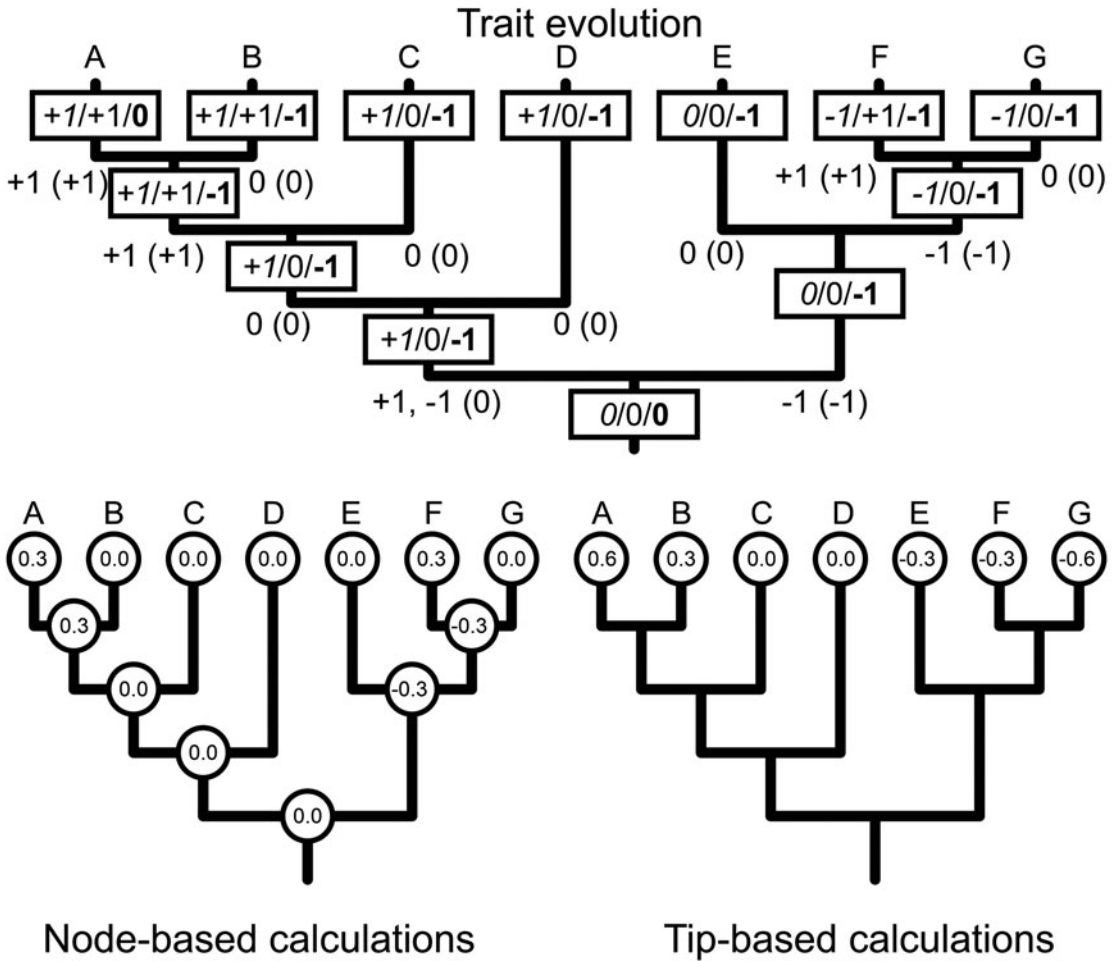 Trait evolution
A B C D E F G
+1/+1/0 +1/+1/-1 +1/0/-1 +1/0/-1 0/0/-1 -1/+1/-1 -1/0/-1
+1 (+1) +1/+1/-1 0 (0) +1 (+1) -1/0/-1 0 (0)
+1 (+1) +1/0/-1 0 (0) 0 (0) 0/0/-1 -1 (-1)
0 (0) +1/0/-1 0 (0)
+1, -1 (0) 0/0/0 -1 (-1)
A B C D E F G A B C D E F G
0.3 0.0 0.0 0.0 0.0 0.3 0.0 0.6 0.3 0.0 0.0 -0.3 -0.3 -0.6
0.3 -0.3
0.0 -0.3
0.0
0.0
Node-based calculations Tip-based calculations